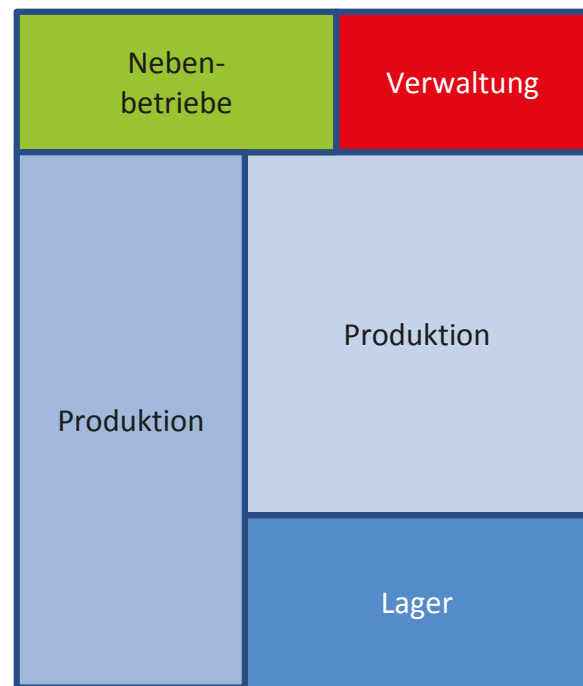 Neben-
betriebe
Verwaltung
Produktion
Produktion
Lager